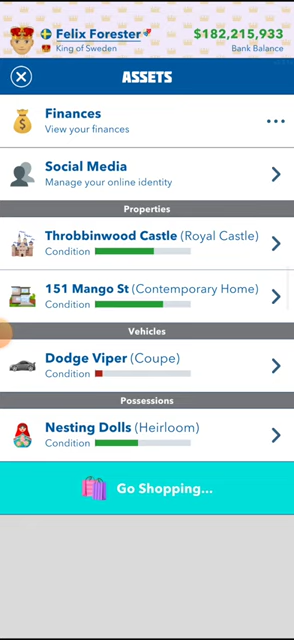 Felix Forester
$182,215,933
King of Sweden
Bank Balance
ASSETS
Finances
View your finances
Social Media
Manage your online identity
Properties
Throbbinwood Castle (Royal Castle)
Condition
151 Mango St (Contemporary Home)
Condition
Vehicles
Dodge Viper (Coupe)
Condition
Possessions
Nesting Dolls (Heirloom)
Condition
Go Shopping...